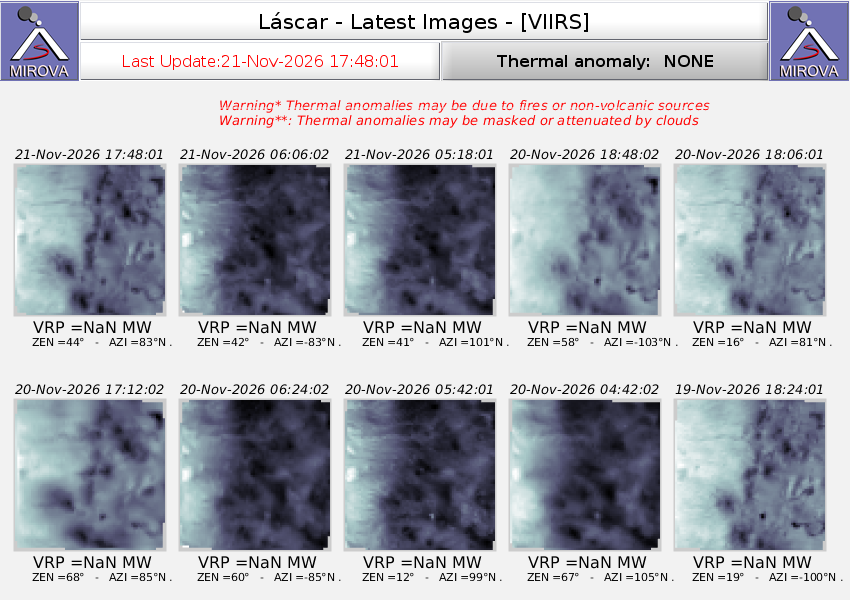 Láscar - Latest Images - [VIIRS]
MIROVA
Last Update:21-Nov-2026 17:48:01
Thermal anomaly: NONE
MIROVA
Warning* Thermal anomalies may be due to fires or non-volcanic sources
Warning**: Thermal anomalies may be masked or attenuated by clouds
21-Nov-2026 17:48:01 21-Nov-2026 06:06:02 21-Nov-2026 05:18:01 20-Nov-2026 18:48:02 20-Nov-2026 18:06:01
VRP =NaN MW VRP =NaN MW VRP =NaN MW VRP =NaN MW VRP =NaN MW
ZEN =44° - AZI =83°N . ZEN =42° - AZI =-83°N . ZEN =41° - AZI =101°N . ZEN =58° - AZI =-103°N . ZEN =16° - AZI =81°N .
20-Nov-2026 17:12:02 20-Nov-2026 06:24:02 20-Nov-2026 05:42:01 20-Nov-2026 04:42:02 19-Nov-2026 18:24:01
VRP =NaN MW VRP =NaN MW VRP =NaN MW VRP =NaN MW VRP =NaN MW
ZEN =68° - AZI =85°N . ZEN =60° - AZI =-85°N . ZEN =12° - AZI =99°N . ZEN =67° - AZI =105°N . ZEN =19° - AZI =-100°N .